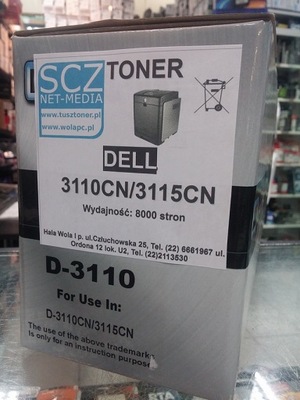 SCZ
NET-MEDIA
www.tusztoner.pl
www.wolapc.pl
TONER
DELL
3110CN/3115CN
Wydajność: 8000 stron
Hala Wola I p. ul.Człuchowska 25, Tel. (22) 6661967 ul.
Ordona 12 lok. U2, Tel. (22)2113530
D-3110
For Use In:
D-3110CN/3115CN
The use of the above trademarks
is only for an instruction purpose